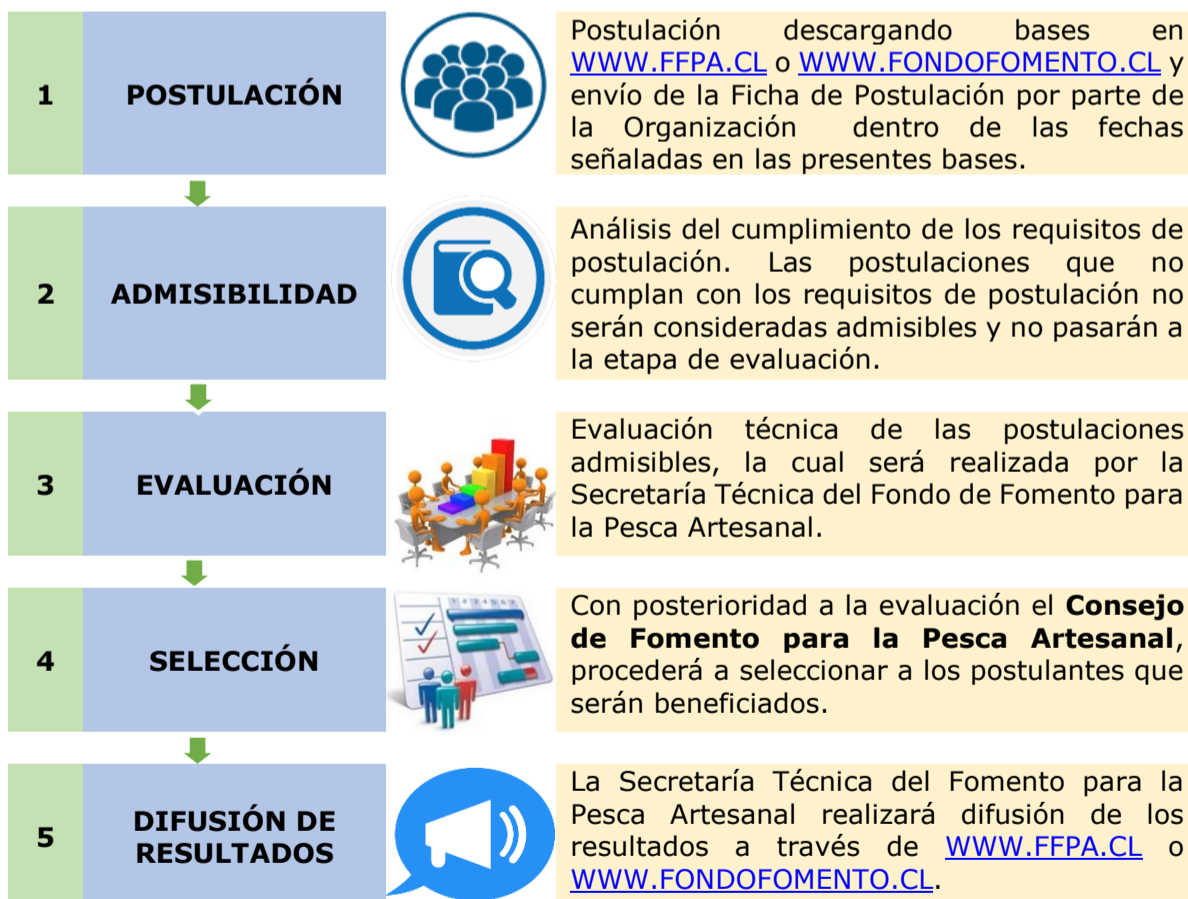 1
POSTULACIÓN
Postulación descargando bases en
WWW.FFPA.CL o WWW.FONDOFOMENTO.CL y
envío de la Ficha de Postulación por parte de
la Organización dentro de las fechas
señaladas en las presentes bases.
2
ADMISIBILIDAD
Análisis del cumplimiento de los requisitos de
postulación. Las postulaciones que no
cumplan con los requisitos de postulación no
serán consideradas admisibles y no pasarán a
la etapa de evaluación.
3
EVALUACIÓN
Evaluación técnica de las postulaciones
admisibles, la cual será realizada por la
Secretaría Técnica del Fondo de Fomento para
la Pesca Artesanal.
4
SELECCIÓN
Con posterioridad a la evaluación el Consejo
de Fomento para la Pesca Artesanal,
procederá a seleccionar a los postulantes que
serán beneficiados.
5
DIFUSIÓN DE
RESULTADOS
La Secretaría Técnica del Fomento para la
Pesca Artesanal realizará difusión de los
resultados a través de WWW.FFPA.CL o
WWW.FONDOFOMENTO.CL.